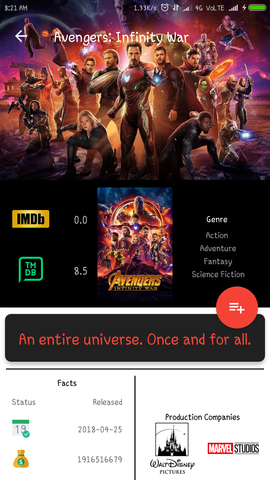 8:21 AM
1.33K/s 4G VoLTE
Avengers: Infinity War
IMDb 0.0
TM DB 8.5
AVENGERS
INFINITY WAR
Genre
Action
Adventure
Fantasy
Science Fiction
An entire universe. Once and for all.
Facts
Status Released
19 2018-04-25
1916516679
Production Companies
WALT DISNEY
PICTURES
MARVEL STUDIOS